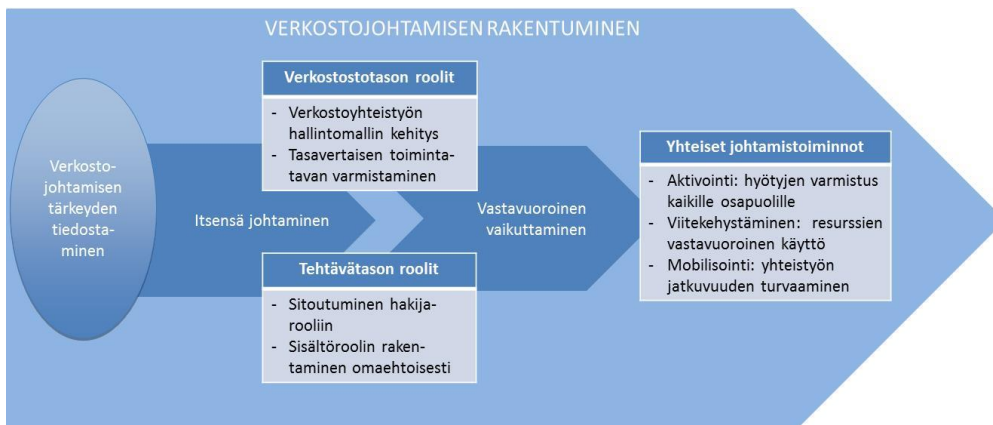 VERKOSTOJOHTAMISEN RAKENTUMINEN
Verkosto-
johtamisen
tärkeyden
tiedosta-
minen
Itsensä johtaminen
Verkostostotason roolit
- Verkostoyhteistyön
hallintomallin kehitys
- Tasavertaisen toiminta-
tavan varmistaminen
Tehtävätason roolit
- Sitoutuminen hakija-
rooliin
- Sisältöroolin raken-
taminen omaehtoisesti
Vastavuoroinen
vaikuttaminen
Yhteiset johtamistoiminnot
- Aktivointi: hyötyjen varmistus
kaikille osapuolille
- Viitekehystäminen: resurssien
vastavuoroinen käyttö
- Mobilisointi: yhteistyön
jatkuvuuden turvaaminen